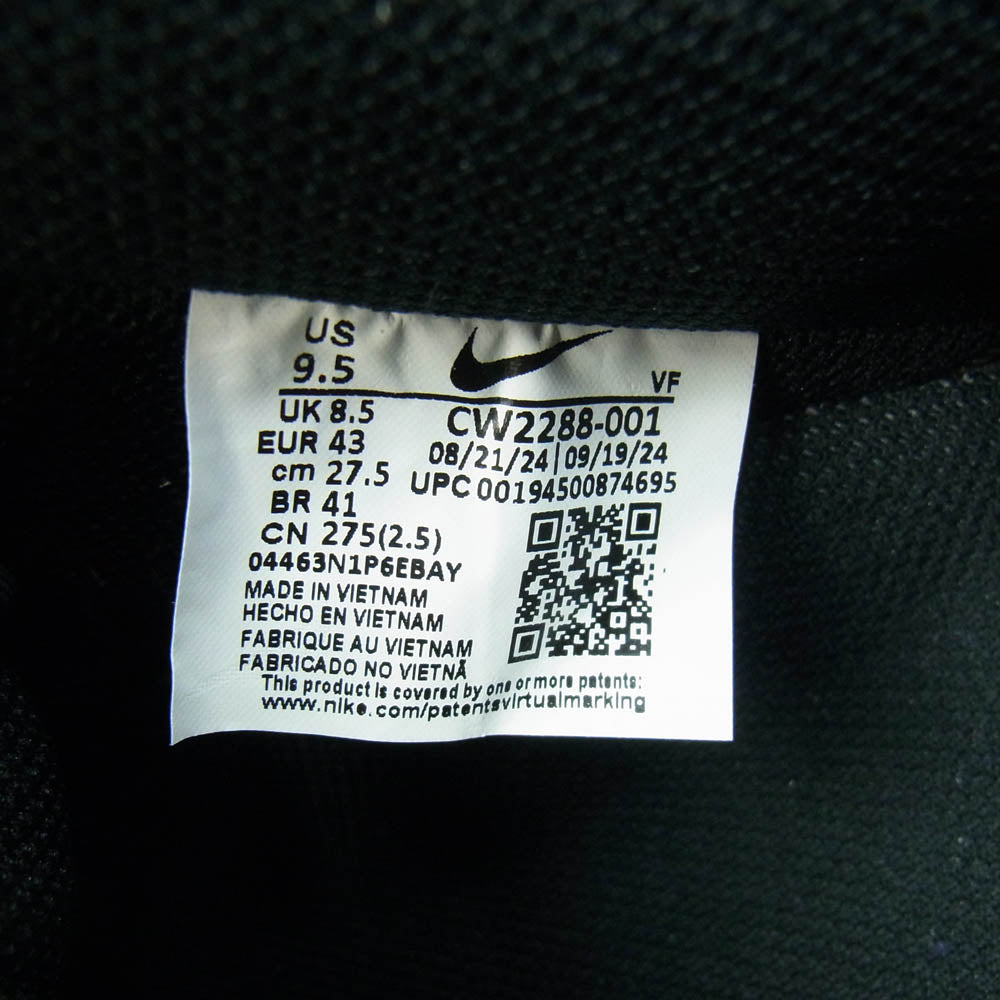 US
9.5
VF
UK 8.5
EUR 43
cm 27.5
BR 41
CN 275(2.5)
04463N1P6EBAY
CW2288-001
08/21/24|09/19/24
UPC 00194500874695
MADE IN VIETNAM
HECHO EN VIETNAM
FABRIQUE AU VIETNAM
FABRICADO NO VIETNÃ
This product is covered by one or more patents:
www.nike.com/patentsvirtualmarking